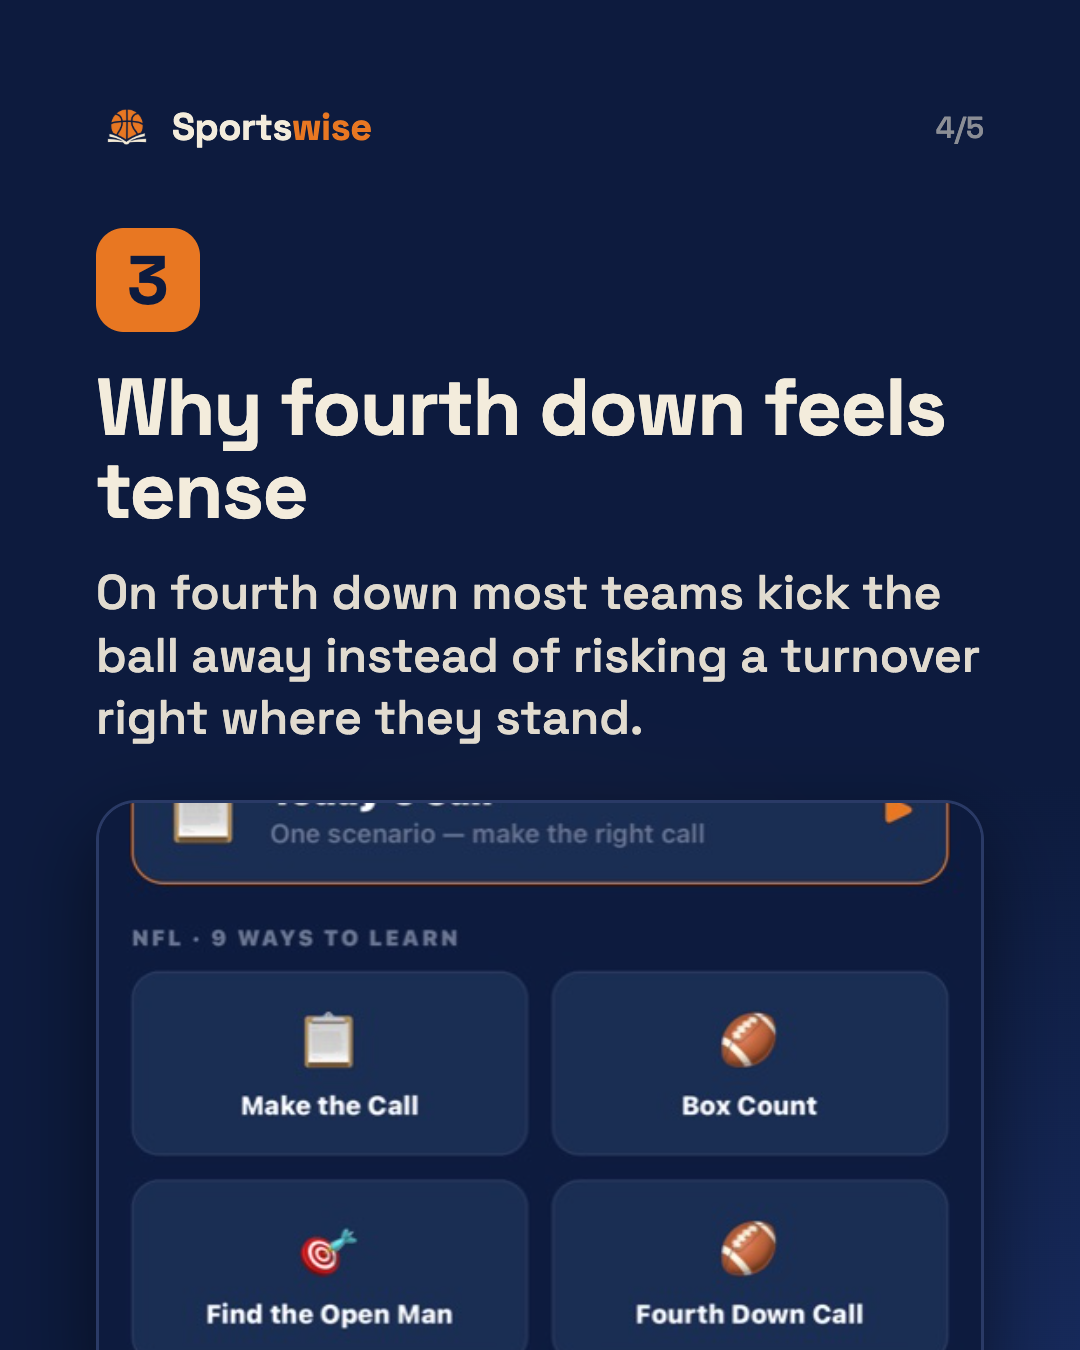 Sportswise
4/5
3
Why fourth down feels
tense
On fourth down most teams kick the
ball away instead of risking a turnover
right where they stand.
One scenario — make the right call
NFL · 9 WAYS TO LEARN
Make the Call
Box Count
Find the Open Man
Fourth Down Call